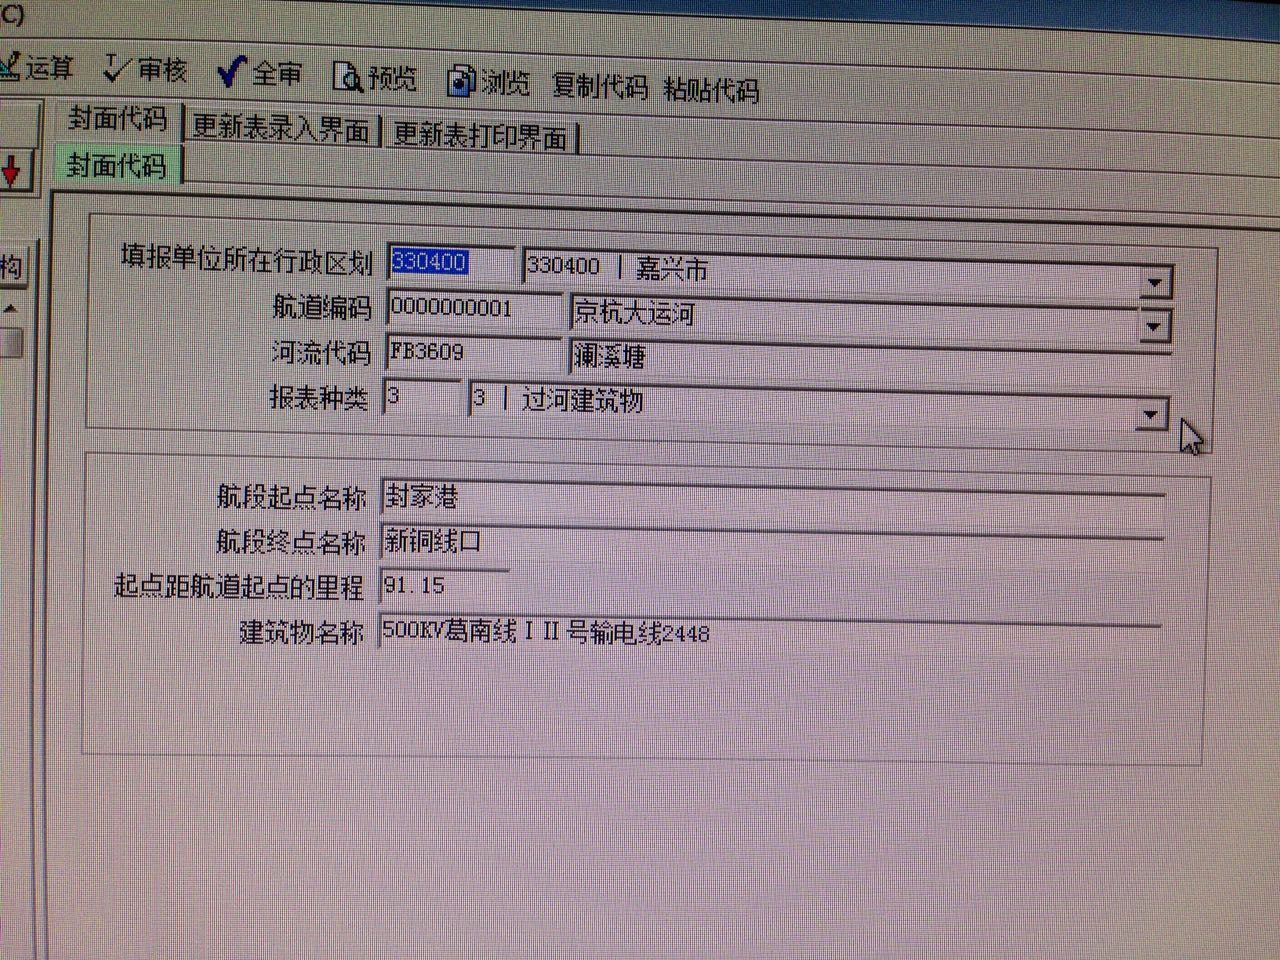 C)
运算 审核 全审 预览 浏览 复制代码 粘贴代码
封面代码 更新表录入界面 更新表打印界面
封面代码
构
填报单位所在行政区划 330400 330400 | 嘉兴市
航道编码 0000000001 京杭大运河
河流代码 FB3609 澜溪塘
报表种类 3 3 | 过河建筑物
航段起点名称 封家港
航段终点名称 新铜线口
起点距航道起点的里程 91.15
建筑物名称 500KV葛南线ⅠⅡ号输电线2448